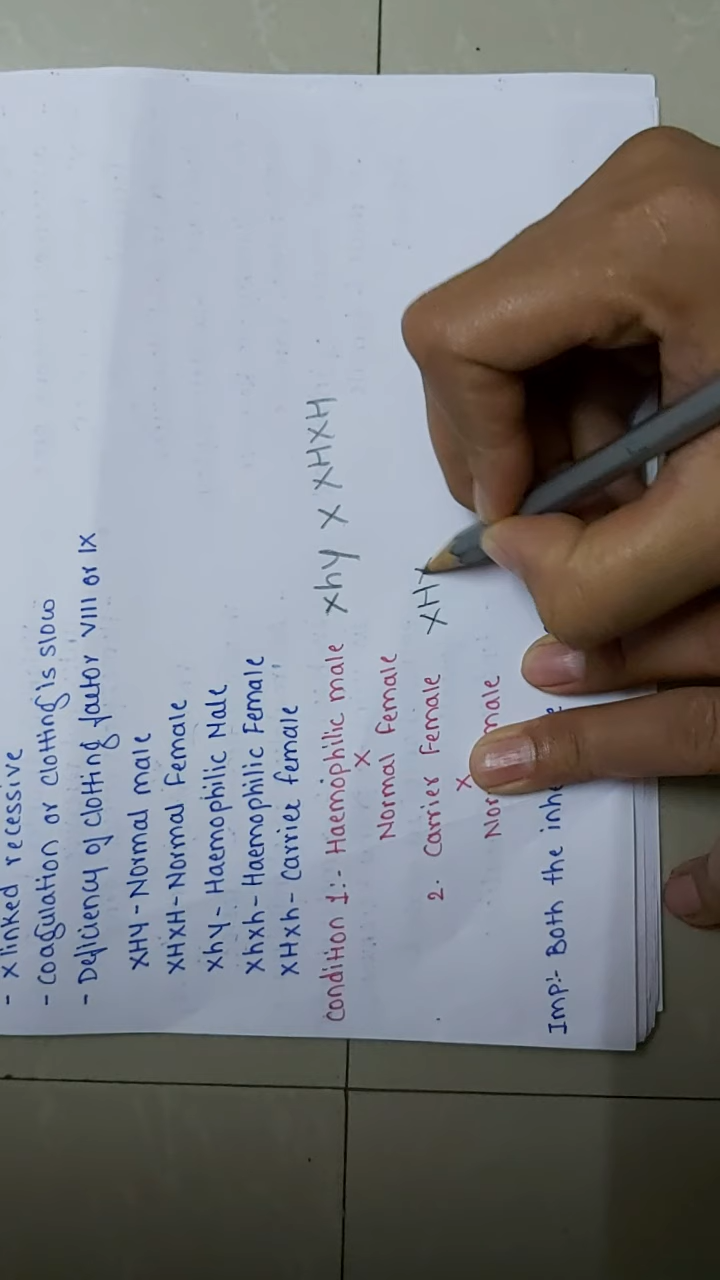 - X linked recessive
- Coagulation or clotting is slow
- Deficiency of clotting factor VIII or IX
XHY - Normal male
XHXH - Normal Female
Xhy - Haemophilic Male
Xhxh - Haemophilic Female
XHxh - Carrier female
Condition 1:- Haemophilic male xhy x XHXH
X
Normal Female
2. Carrier Female XHX
X
Imp:- Both the